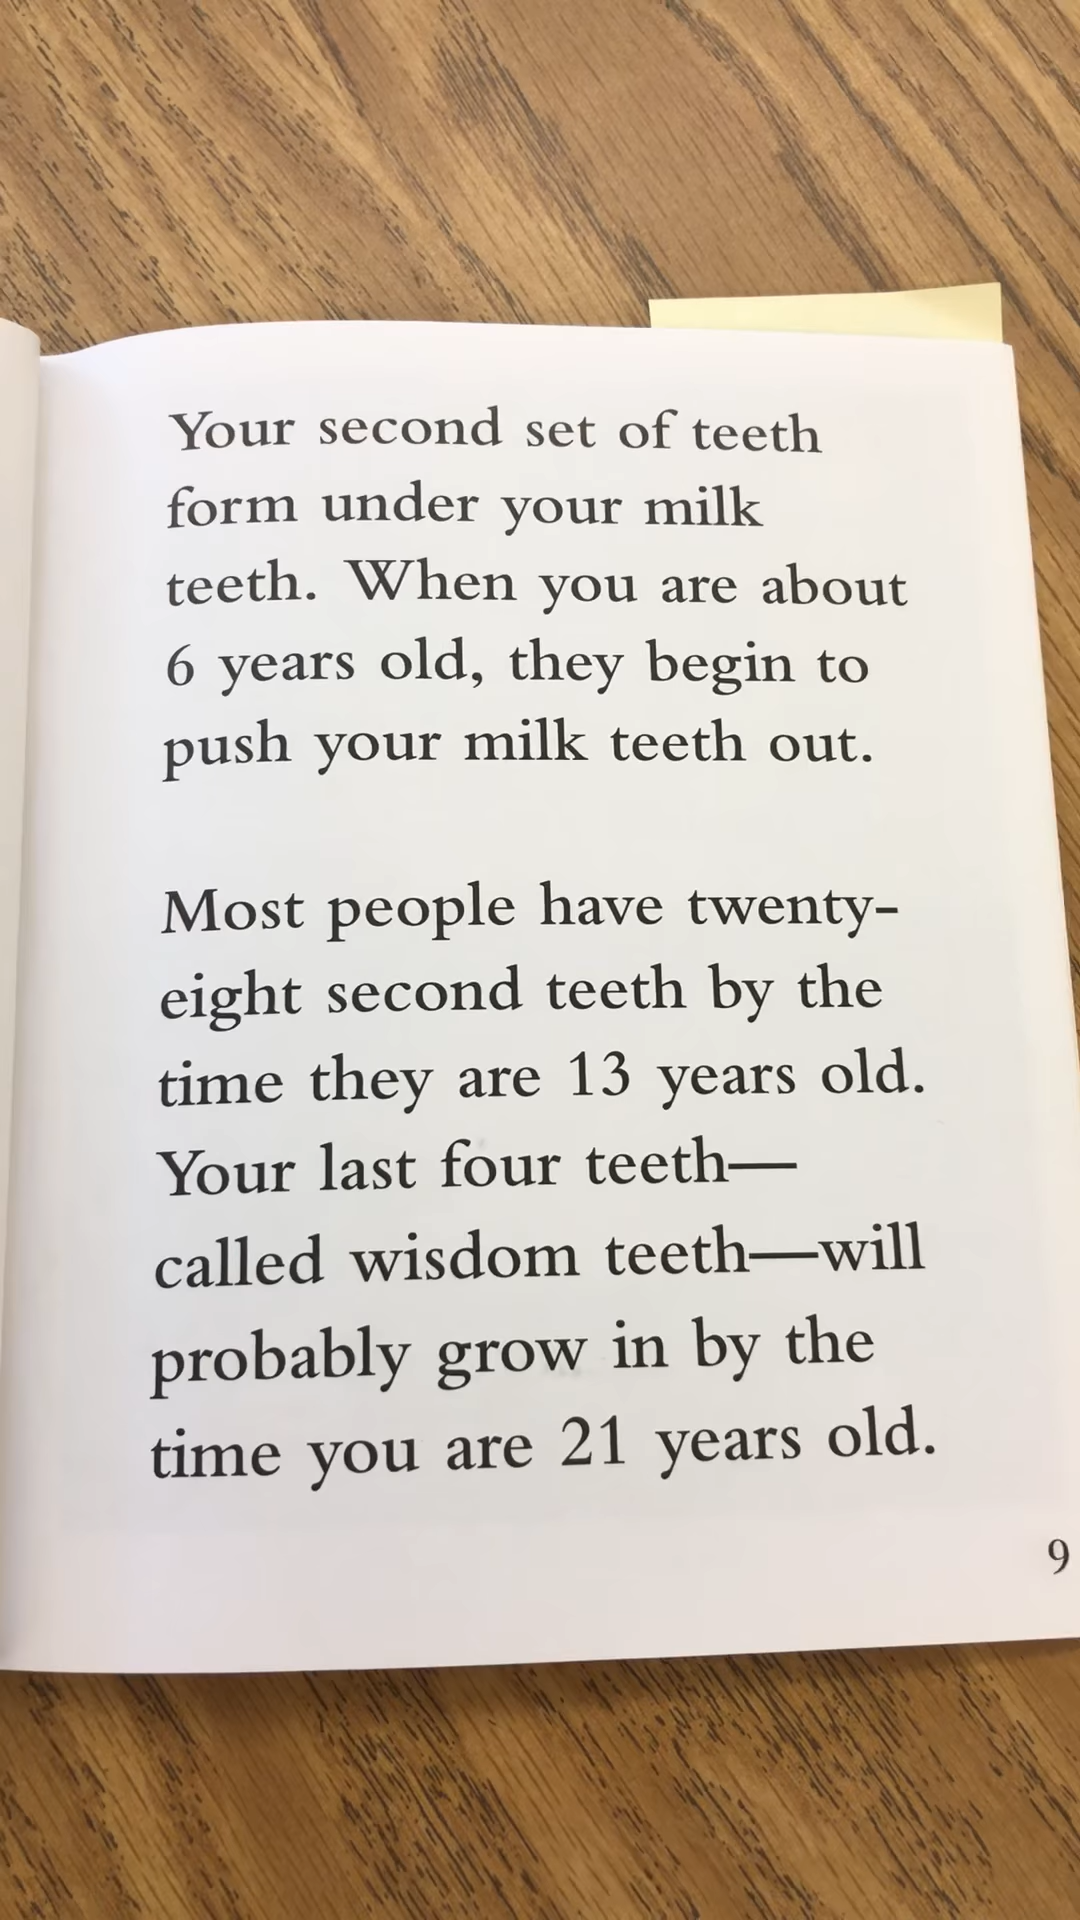 Your second set of teeth
form under your milk
teeth. When you are about
6 years old, they begin to
push your milk teeth out.
Most people have twenty-
eight second teeth by the
time they are 13 years old.
Your last four teeth—
called wisdom teeth—will
probably grow in by the
time you are 21 years old.
9